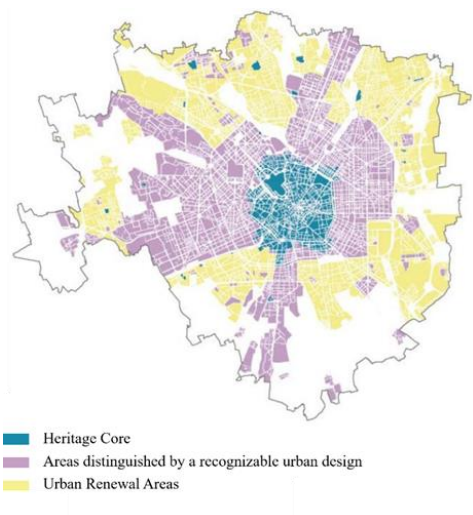 Heritage Core
Areas distinguished by a recognizable urban design
Urban Renewal Areas